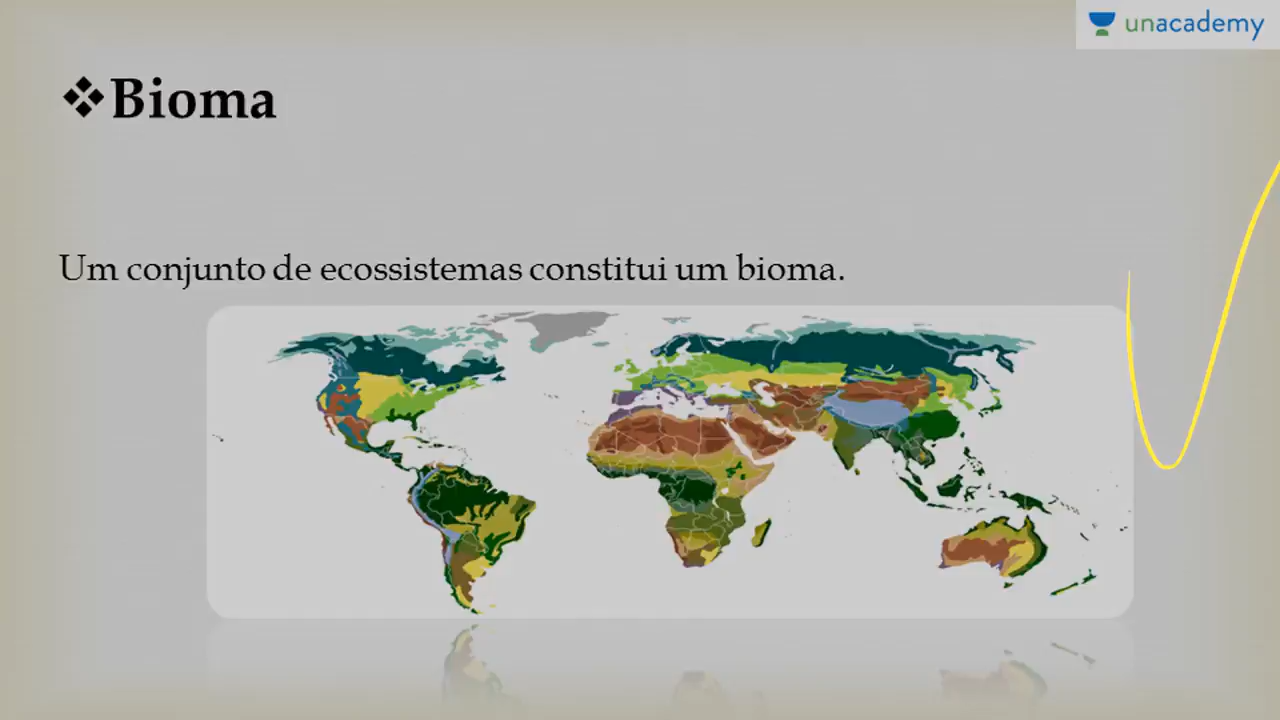 unacademy
❖Bioma
Um conjunto de ecossistemas constitui um bioma.